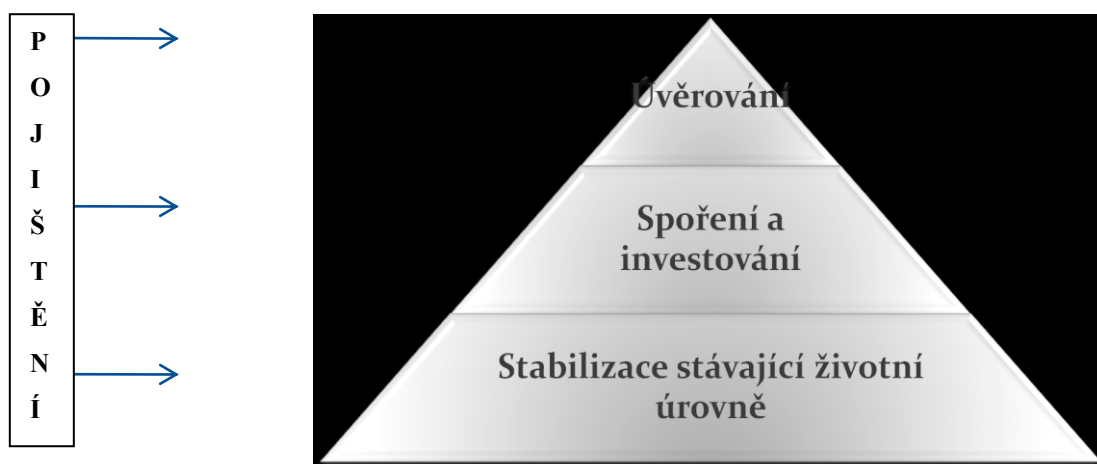 P
O
J
I
Š
T
Ě
N
Í
Úvěrování
Spoření a
investování
Stabilizace stávající životní
úrovně